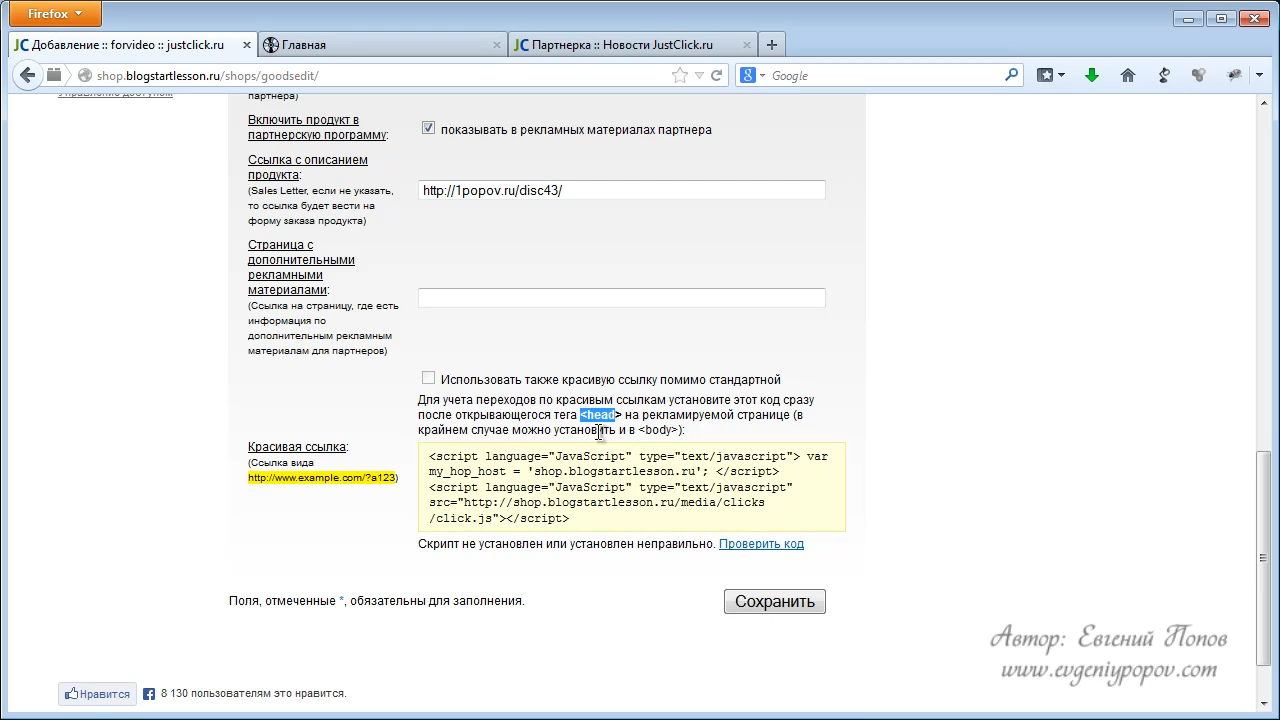 Firefox
Добавление :: forvideo :: justclick.ru
Главная
Партнерка :: Новости JustClick.ru
shop.blogstartlesson.ru/shops/goodsedit/
Google
Управление доступом
партнера)
Включить продукт в
партнерскую программу:
показывать в рекламных материалах партнера
Ссылка с описанием
продукта:
(Sales Letter, если не указать,
то ссылка будет вести на
форму заказа продукта)
http://1popov.ru/disc43/
Страница с
дополнительными
рекламными
материалами:
(Ссылка на страницу, где есть
информация по
дополнительным рекламным
материалам для партнеров)
Использовать также красивую ссылку помимо стандартной
Для учета переходов по красивым ссылкам установите этот код сразу
после открывающегося тега <head> на рекламируемой странице (в
крайнем случае можно установить и в <body>):
Красивая ссылка:
(Ссылка вида
http://www.example.com/?a123)
<script language="JavaScript" type="text/javascript"> var
my_hop_host = 'shop.blogstartlesson.ru'; </script>
<script language="JavaScript" type="text/javascript"
src="http://shop.blogstartlesson.ru/media/clicks
/click.js"></script>
Скрипт не установлен или установлен неправильно. Проверить код
Поля, отмеченные *, обязательны для заполнения.
Сохранить
Автор: Евгений Попов
www.evgeniypopov.com
Нравится
8 130 пользователям это нравится.